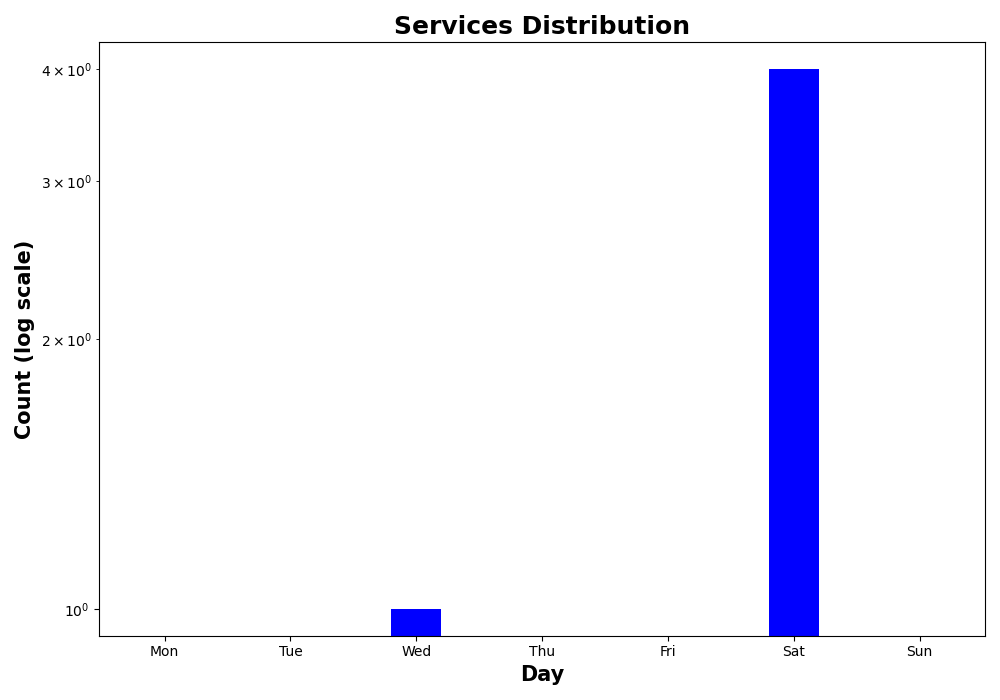 Services Distribution
4 × 10⁰
3 × 10⁰
2 × 10⁰
10⁰
Count (log scale)
Mon Tue Wed Thu Fri Sat Sun
Day